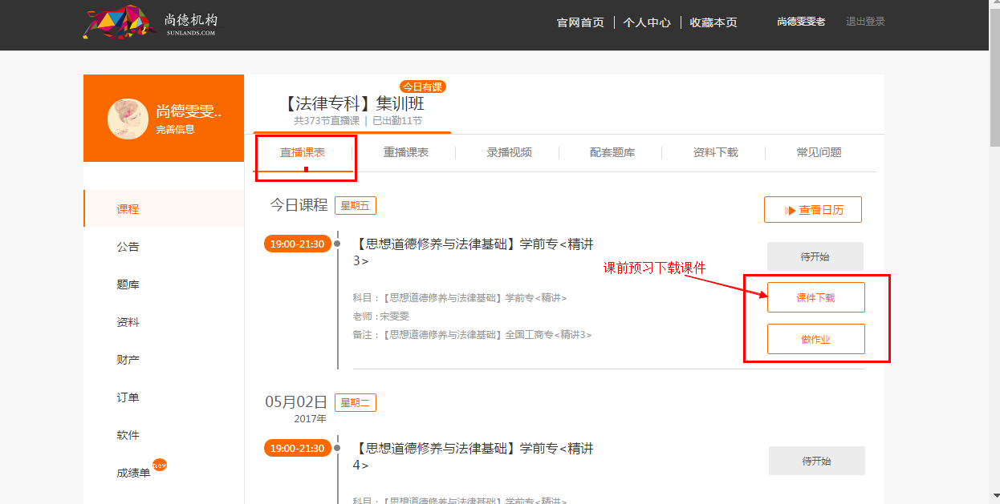 尚德机构
SUNLANDS.COM
官网首页 | 个人中心 | 收藏本页
尚德雯雯老
退出登录
尚德雯雯..
完善信息
今日有课
【法律专科】集训班
共373节直播课 | 已出勤11节
直播课表
重播课表
录播视频
配套题库
资料下载
常见问题
课程
公告
题库
资料
财产
订单
软件
成绩单
new
今日课程
星期五
查看日历
19:00-21:30
【思想道德修养与法律基础】学前专<精讲
3>
待开始
课前预习下载课件
科目：【思想道德修养与法律基础】学前专<精讲>
课件下载
老师：宋雯雯
备注：【思想道德修养与法律基础】全国工商专<精讲3>
做作业
05月02日
星期二
2017年
19:00-21:30
【思想道德修养与法律基础】学前专<精讲
4>
待开始
科目：【思想道德修养与法律基础】学前专<精讲>